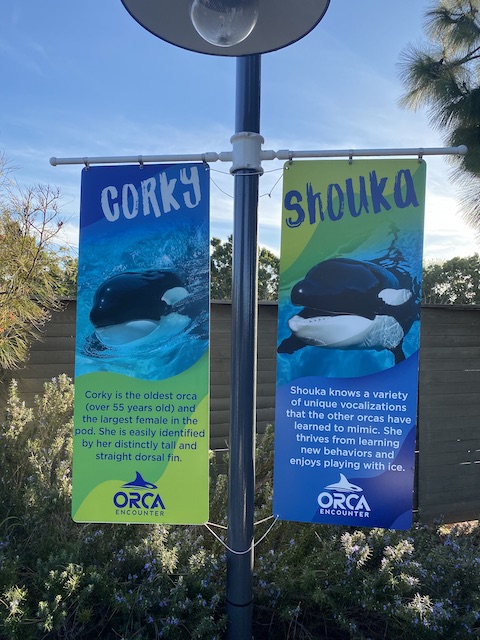 CORKY
Corky is the oldest orca
(over 55 years old) and
the largest female in the
pod. She is easily identified
by her distinctly tall and
straight dorsal fin.
ORCA
ENCOUNTER
Shouka
Shouka knows a variety
of unique vocalizations
that the other orcas have
learned to mimic. She
thrives from learning
new behaviors and
enjoys playing with ice.
ORCA
ENCOUNTER